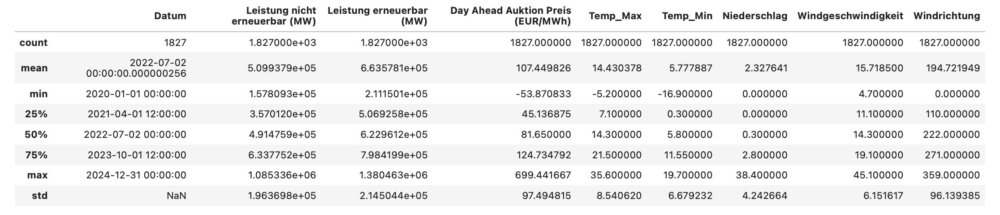 Datum Leistung nicht erneuerbar (MW) Leistung erneuerbar (MW) Day Ahead Auktion Preis (EUR/MWh) Temp_Max Temp_Min Niederschlag Windgeschwindigkeit Windrichtung
count 1827 1.827000e+03 1.827000e+03 1827.000000 1827.000000 1827.000000 1827.000000 1827.000000 1827.000000
mean 2022-07-02 00:00:00.000000256 5.099379e+05 6.635781e+05 107.449826 14.430378 5.777887 2.327641 15.718500 194.721949
min 2020-01-01 00:00:00 1.578093e+05 2.111501e+05 -53.870833 -5.200000 -16.900000 0.000000 4.700000 0.000000
25% 2021-04-01 12:00:00 3.570120e+05 5.069258e+05 45.136875 7.100000 0.300000 0.000000 11.100000 110.000000
50% 2022-07-02 00:00:00 4.914759e+05 6.229612e+05 81.650000 14.300000 5.800000 0.300000 14.300000 222.000000
75% 2023-10-01 12:00:00 6.337752e+05 7.984199e+05 124.734792 21.500000 11.550000 2.800000 19.100000 271.000000
max 2024-12-31 00:00:00 1.085336e+06 1.380463e+06 699.441667 35.600000 19.700000 38.400000 45.100000 359.000000
std NaN 1.963698e+05 2.145044e+05 97.494815 8.540620 6.679232 4.242664 6.151617 96.139385